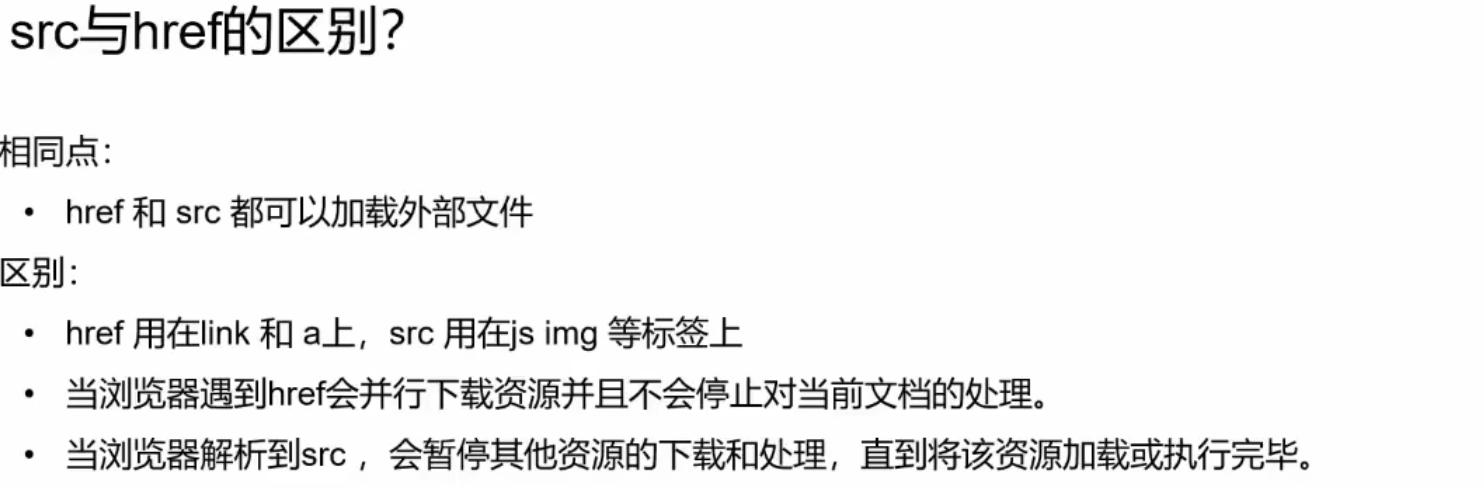 src与href的区别？
相同点：
• href 和 src 都可以加载外部文件
区别：
• href 用在link 和 a上，src 用在js img 等标签上
• 当浏览器遇到href会并行下载资源并且不会停止对当前文档的处理。
• 当浏览器解析到src ，会暂停其他资源的下载和处理，直到将该资源加载或执行完毕。